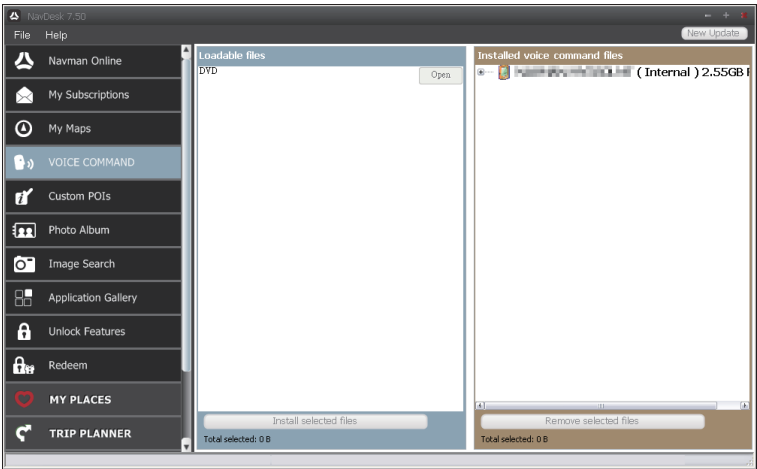 NavDesk 7.50
File Help
New Update
Navman Online
My Subscriptions
My Maps
VOICE COMMAND
Custom POIs
Photo Album
Image Search
Application Gallery
Unlock Features
Redeem
MY PLACES
TRIP PLANNER
Loadable files
DVD
Open
Install selected files
Total selected: 0 B
Installed voice command files
( Internal ) 2.55GB F
Remove selected files
Total selected: 0 B